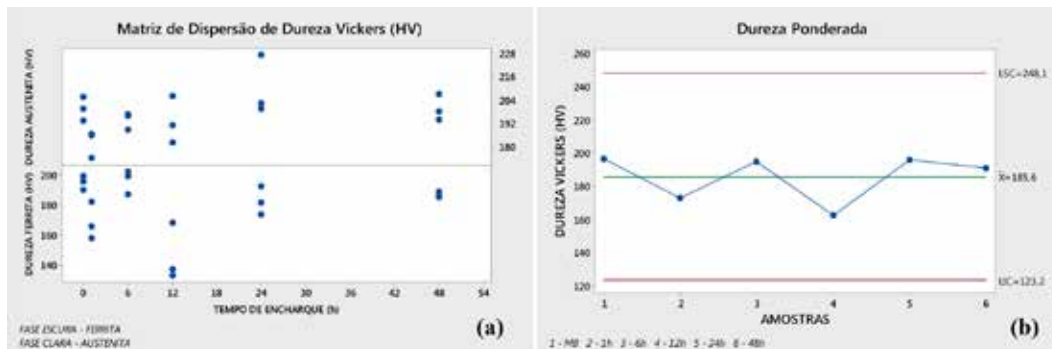 Matriz de Dispersão de Dureza Vickers (HV)
DUREZA AUSTENITA (HV)
228
216
204
192
180
DUREZA FERRITA (HV)
200
180
160
140
0 6 12 24 36 48 54
TEMPO DE ENCHARQUE (h)
FASE ESCURA - FERRITA
FASE CLARA - AUSTENITA
(a)
Dureza Ponderada
DUREZA VICKERS (HV)
260
240
220
200
180
160
140
120
LSC=248,1
X̄=185,6
LIC=123,2
1 2 3 4 5 6
AMOSTRAS
1 - MB 2 - 1h 3 - 6h 4 - 12h 5 - 24h 6 - 48h
(b)